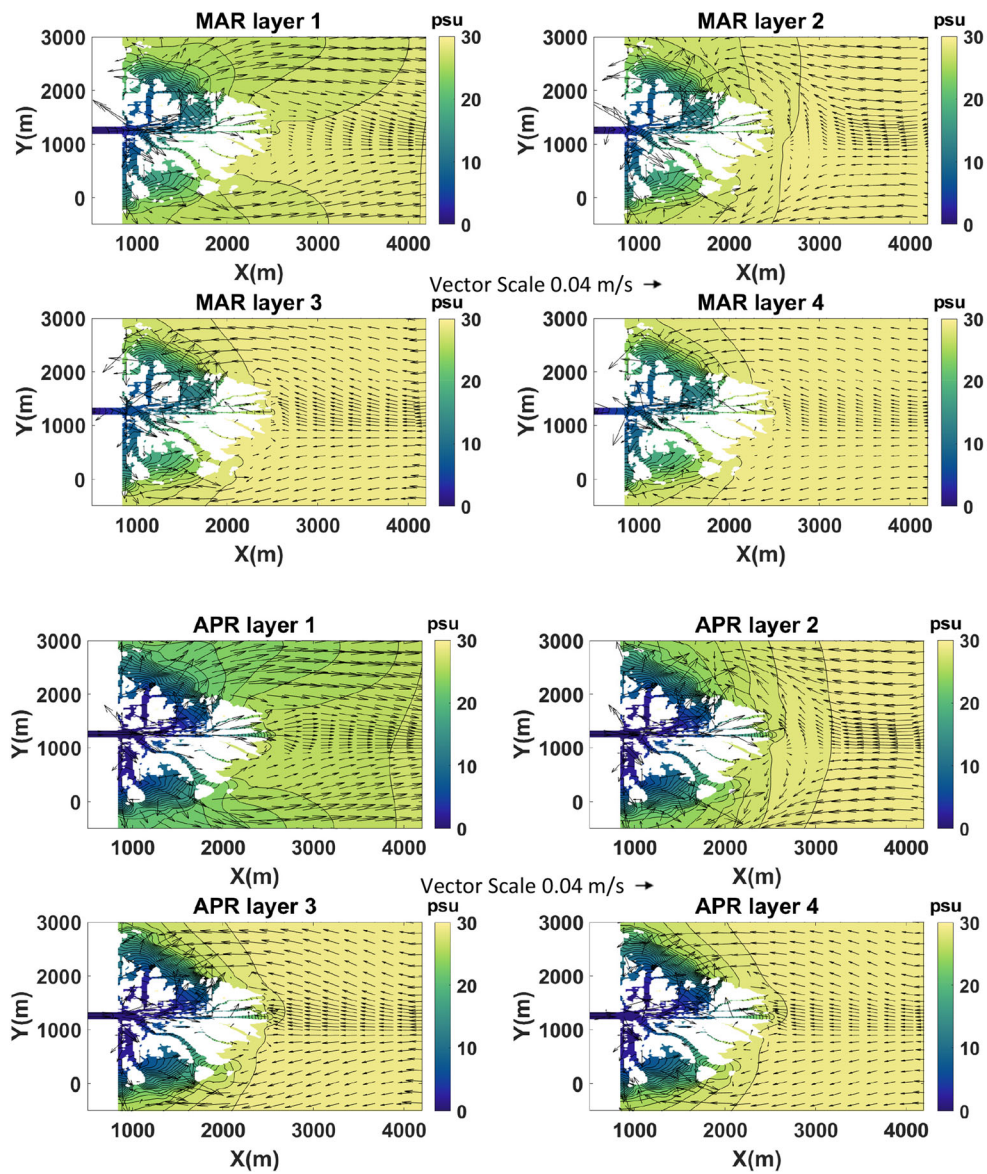 MAR layer 1 psu MAR layer 2 psu
3000 30 3000 30
2000 20 2000 20
Y(m) Y(m)
1000 10 1000 10
0 0 0 0
1000 2000 3000 4000 1000 2000 3000 4000
X(m) X(m)
Vector Scale 0.04 m/s
MAR layer 3 psu MAR layer 4 psu
3000 30 3000 30
2000 20 2000 20
Y(m) Y(m)
1000 10 1000 10
0 0 0 0
1000 2000 3000 4000 1000 2000 3000 4000
X(m) X(m)
APR layer 1 psu APR layer 2 psu
3000 30 3000 30
2000 20 2000 20
Y(m) Y(m)
1000 10 1000 10
0 0 0 0
1000 2000 3000 4000 1000 2000 3000 4000
X(m) X(m)
Vector Scale 0.04 m/s
APR layer 3 psu APR layer 4 psu
3000 30 3000 30
2000 20 2000 20
Y(m) Y(m)
1000 10 1000 10
0 0 0 0
1000 2000 3000 4000 1000 2000 3000 4000
X(m) X(m)